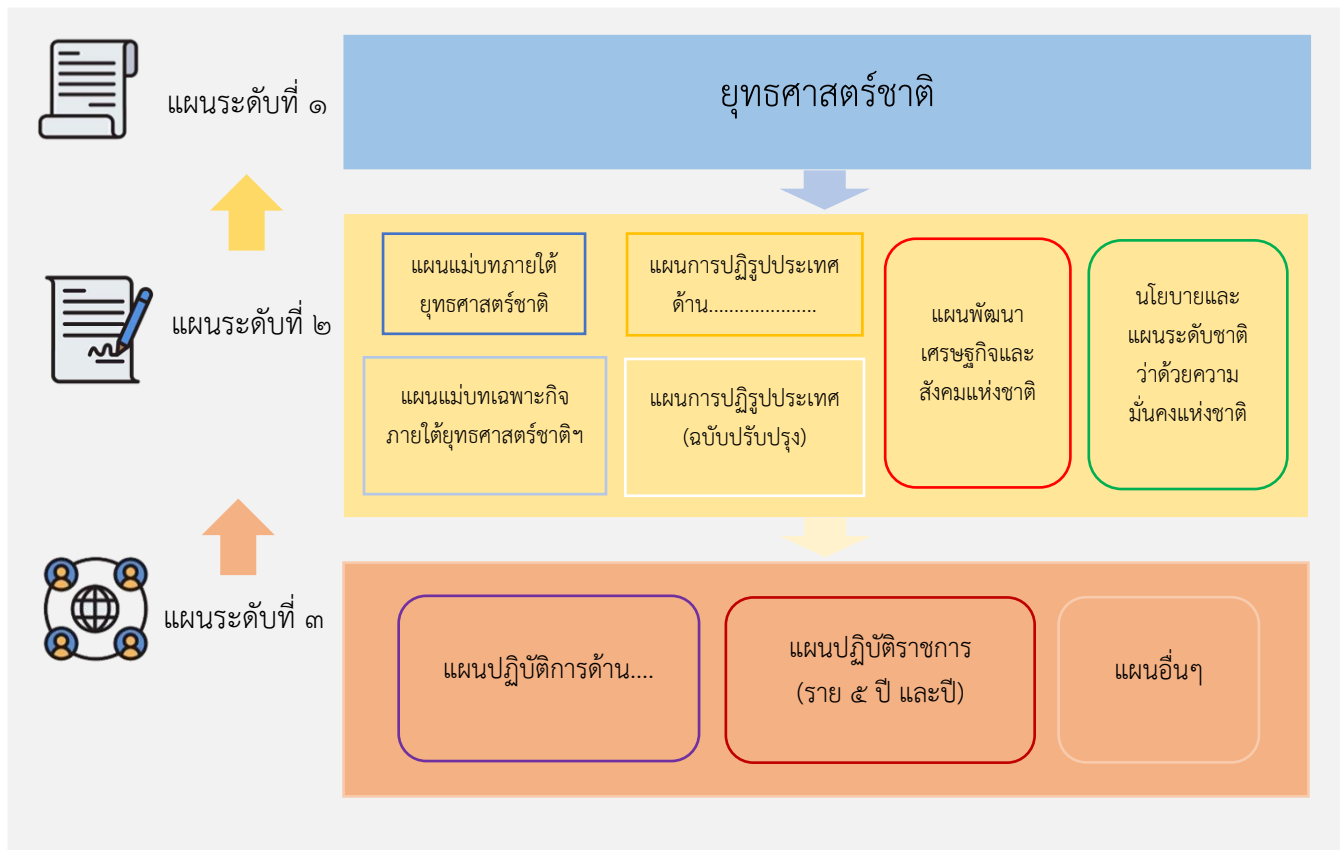 แผนระดับที่ ๑
ยุทธศาสตร์ชาติ
แผนระดับที่ ๒
แผนแม่บทภายใต้
ยุทธศาสตร์ชาติ
แผนการปฏิรูปประเทศ
ด้าน.....................
แผนแม่บทเฉพาะกิจ
ภายใต้ยุทธศาสตร์ชาติฯ
แผนการปฏิรูปประเทศ
(ฉบับปรับปรุง)
แผนพัฒนา
เศรษฐกิจและ
สังคมแห่งชาติ
นโยบายและ
แผนระดับชาติ
ว่าด้วยความ
มั่นคงแห่งชาติ
แผนระดับที่ ๓
แผนปฏิบัติการด้าน....
แผนปฏิบัติราชการ
(ราย ๕ ปี และปี)
แผนอื่นๆ